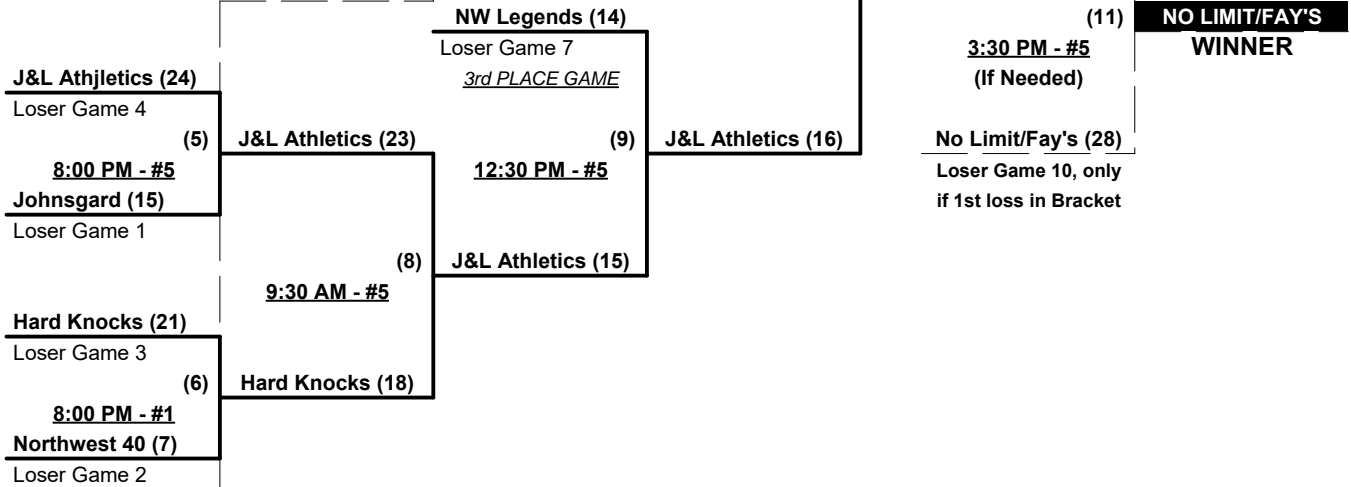 NW Legends (14)
(11)
NO LIMIT/FAY'S
Loser Game 7
3:30 PM - #5
WINNER
J&L Athjletics (24)
3rd PLACE GAME
(If Needed)
Loser Game 4
(5)
J&L Athletics (23)
(9)
J&L Athletics (16)
No Limit/Fay's (28)
8:00 PM - #5
12:30 PM - #5
Loser Game 10, only
Johnsgard (15)
if 1st loss in Bracket
Loser Game 1
(8)
J&L Athletics (15)
9:30 AM - #5
Hard Knocks (21)
Loser Game 3
(6)
Hard Knocks (18)
8:00 PM - #1
Northwest 40 (7)
Loser Game 2